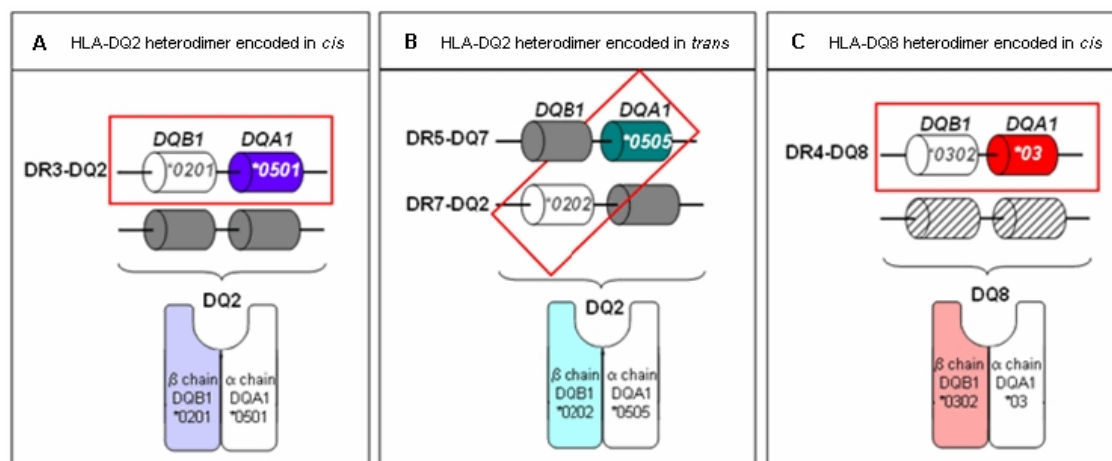 A HLA-DQ2 heterodimer encoded in cis
DQB1 DQA1
DR3-DQ2 *0201 *0501
DQ2
β chain α chain
DQB1 DQA1
*0201 *0501
B HLA-DQ2 heterodimer encoded in trans
DQB1 DQA1
DR5-DQ7 *0505
DR7-DQ2 *0202
DQ2
β chain α chain
DQB1 DQA1
*0202 *0505
C HLA-DQ8 heterodimer encoded in cis
DQB1 DQA1
DR4-DQ8 *0302 *03
DQ8
β chain α chain
DQB1 DQA1
*0302 *03